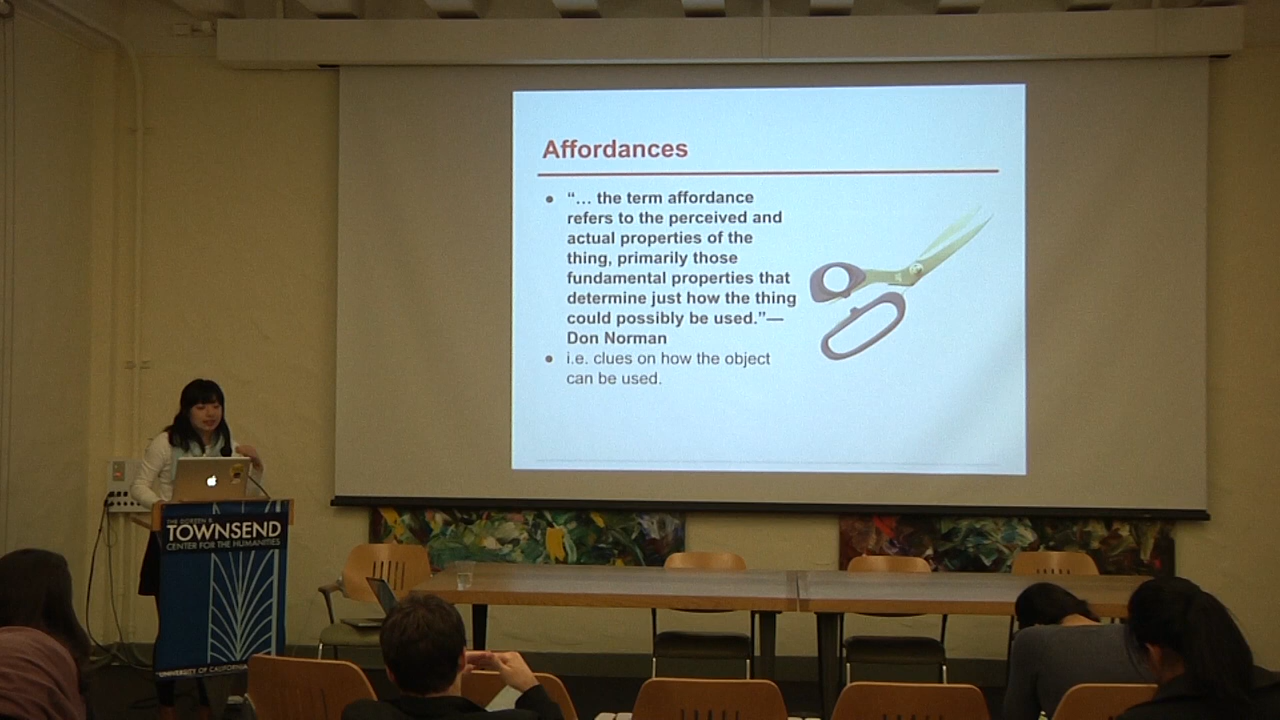 Affordances
“… the term affordance
refers to the perceived and
actual properties of the
thing, primarily those
fundamental properties that
determine just how the thing
could possibly be used.”—
Don Norman
i.e. clues on how the object
can be used.
THE DOREEN B.
TOWNSEND
CENTER FOR THE HUMANITIES
UNIVERSITY OF CALIFORNIA